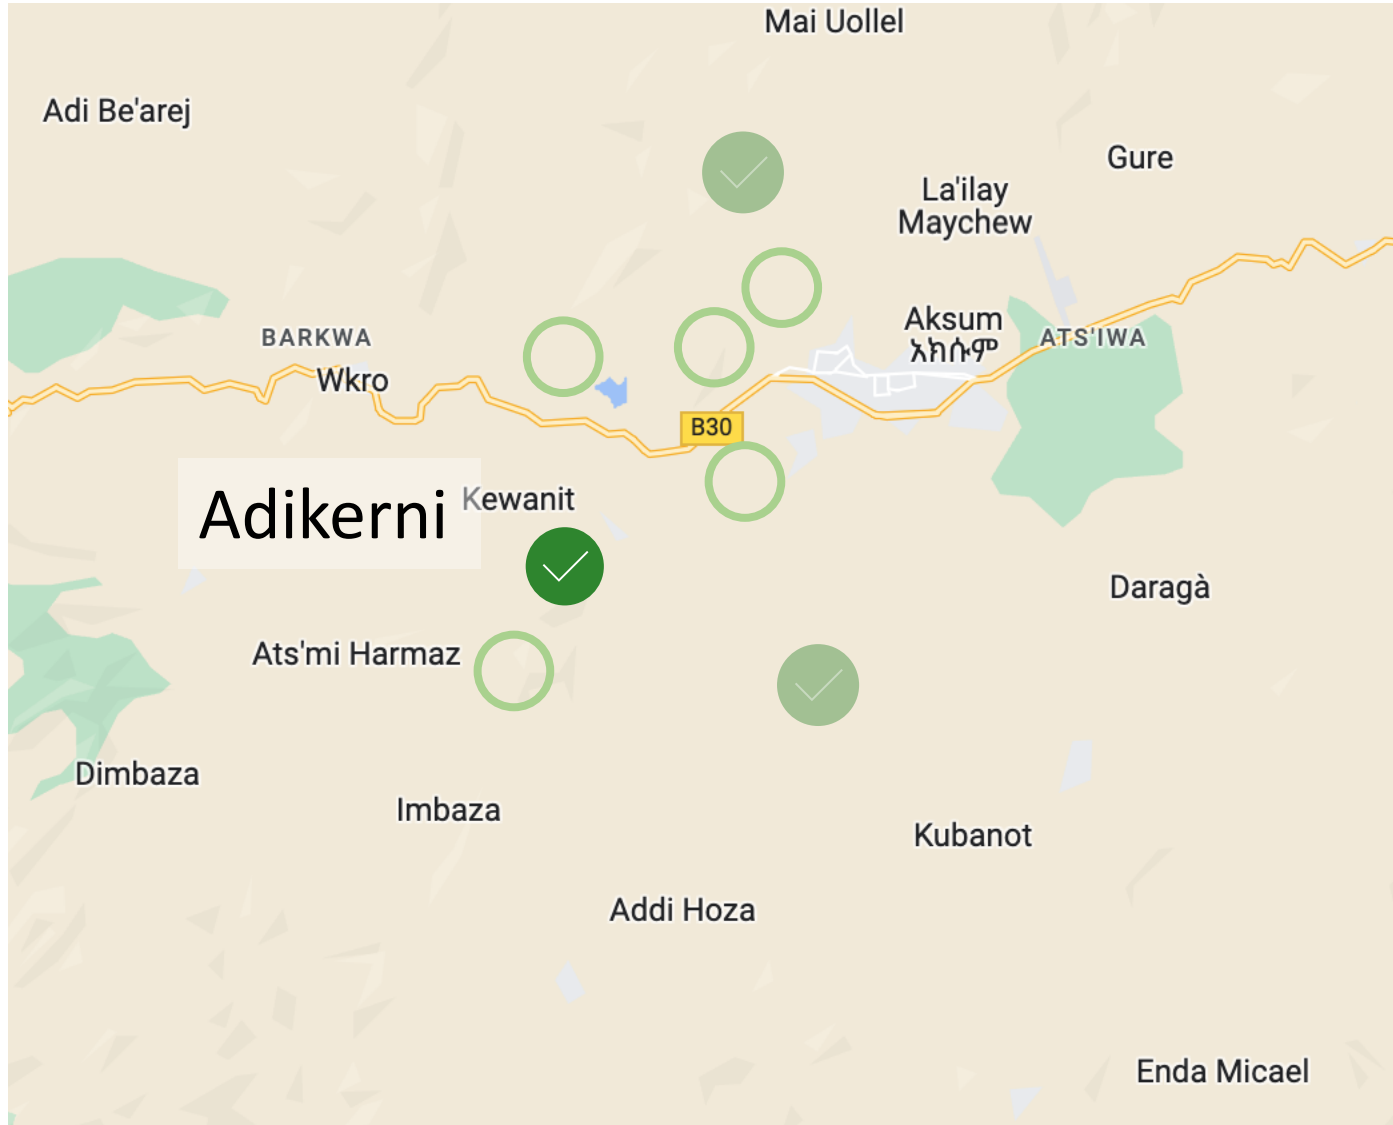 Mai Uollel
Adi Be'arej
Gure
La'ilay
Maychew
Aksum
አክሱም
ATS'IWA
BARKWA
Wkro
B30
Adikerni
Kewanit
Daragà
Ats'mi Harmaz
Dimbaza
Imbaza
Kubanot
Addi Hoza
Enda Micael